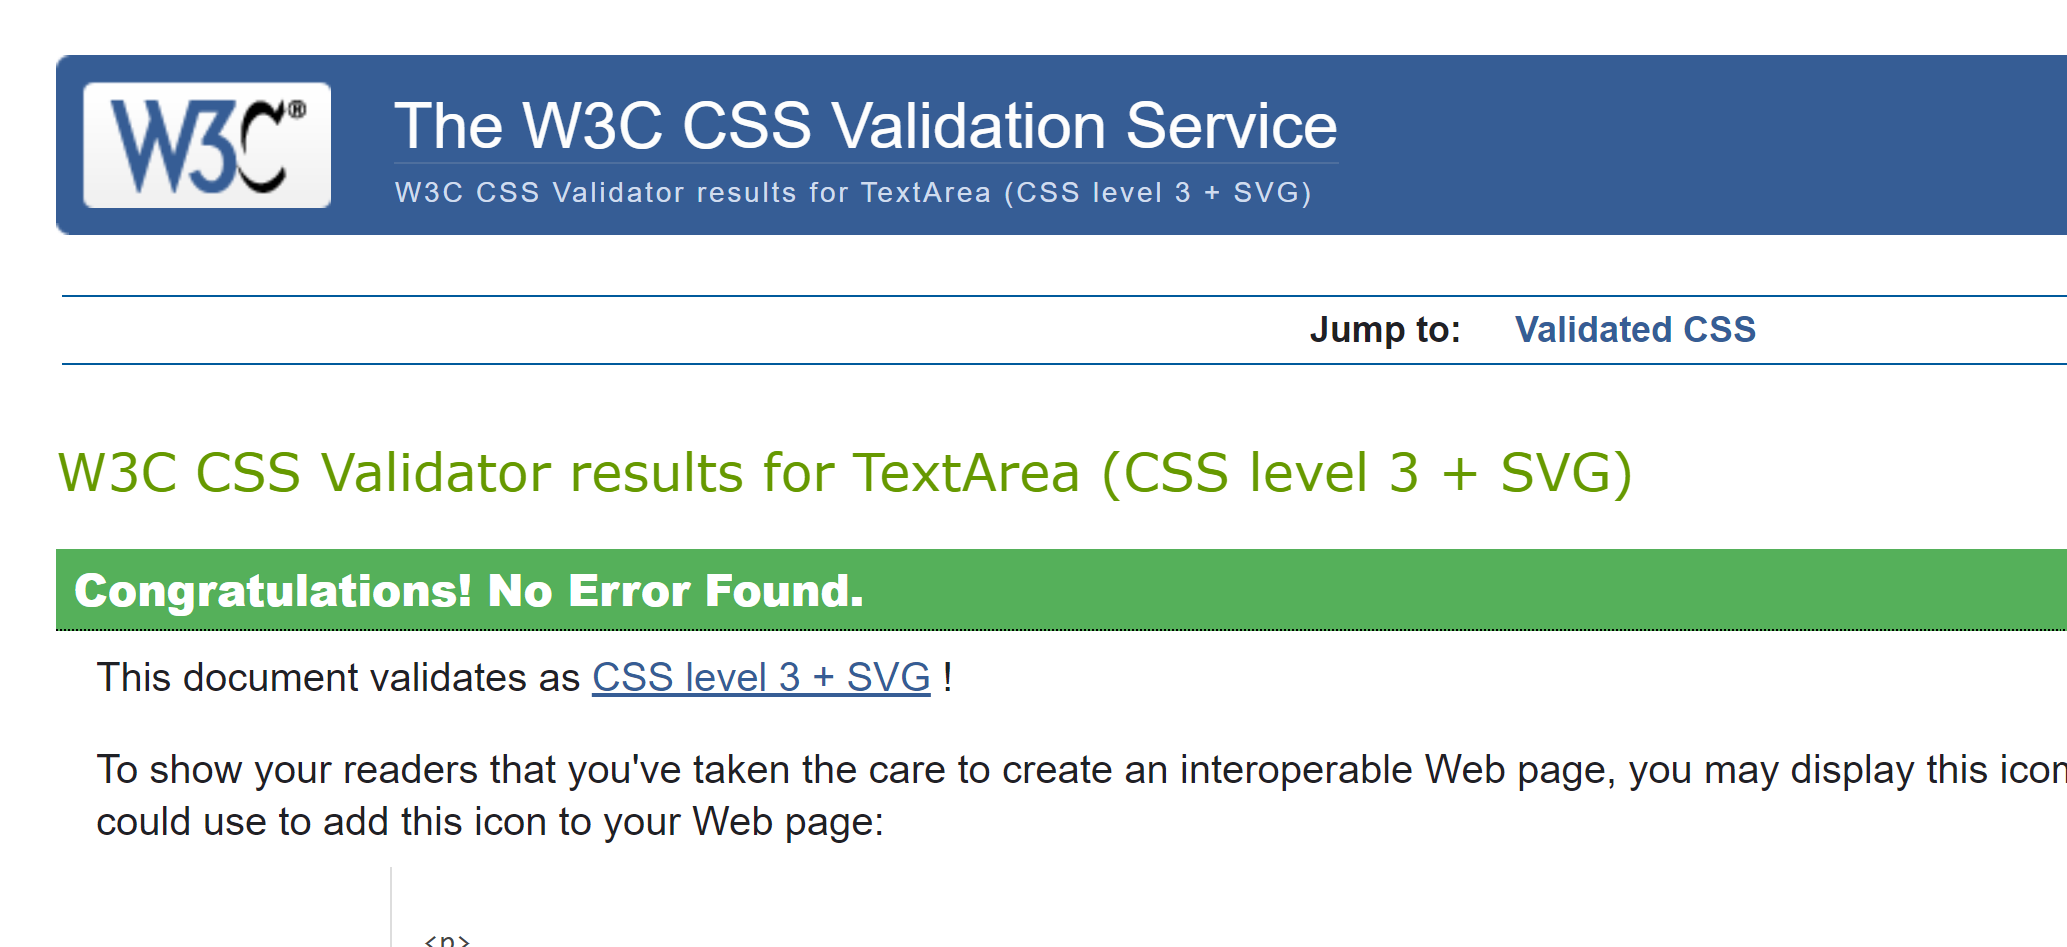 W3C®
The W3C CSS Validation Service
W3C CSS Validator results for TextArea (CSS level 3 + SVG)
Jump to: Validated CSS
W3C CSS Validator results for TextArea (CSS level 3 + SVG)
Congratulations! No Error Found.
This document validates as CSS level 3 + SVG !
To show your readers that you've taken the care to create an interoperable Web page, you may display this icon
could use to add this icon to your Web page:
<p>